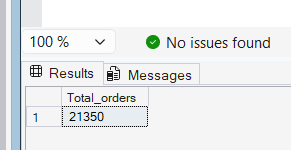 100 %
No issues found
Results Messages
Total_orders
1 21350